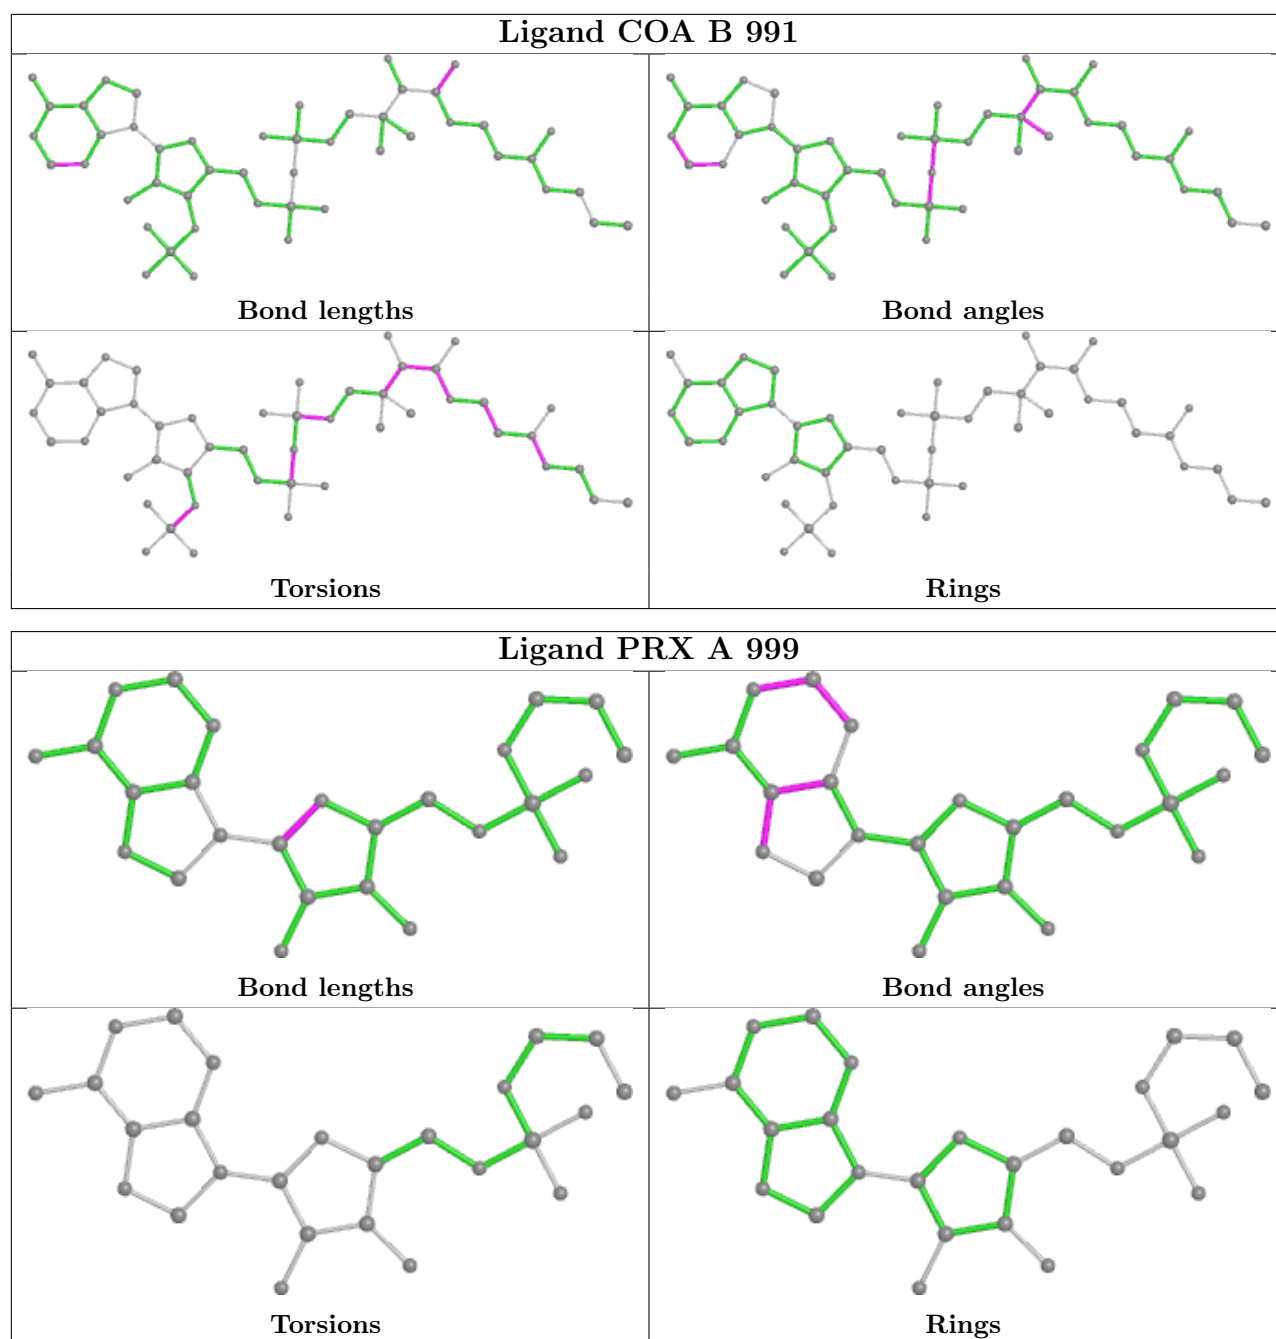 Ligand COA B 991
Bond lengths
Bond angles
Torsions
Rings
Ligand PRX A 999
Bond lengths
Bond angles
Torsions
Rings